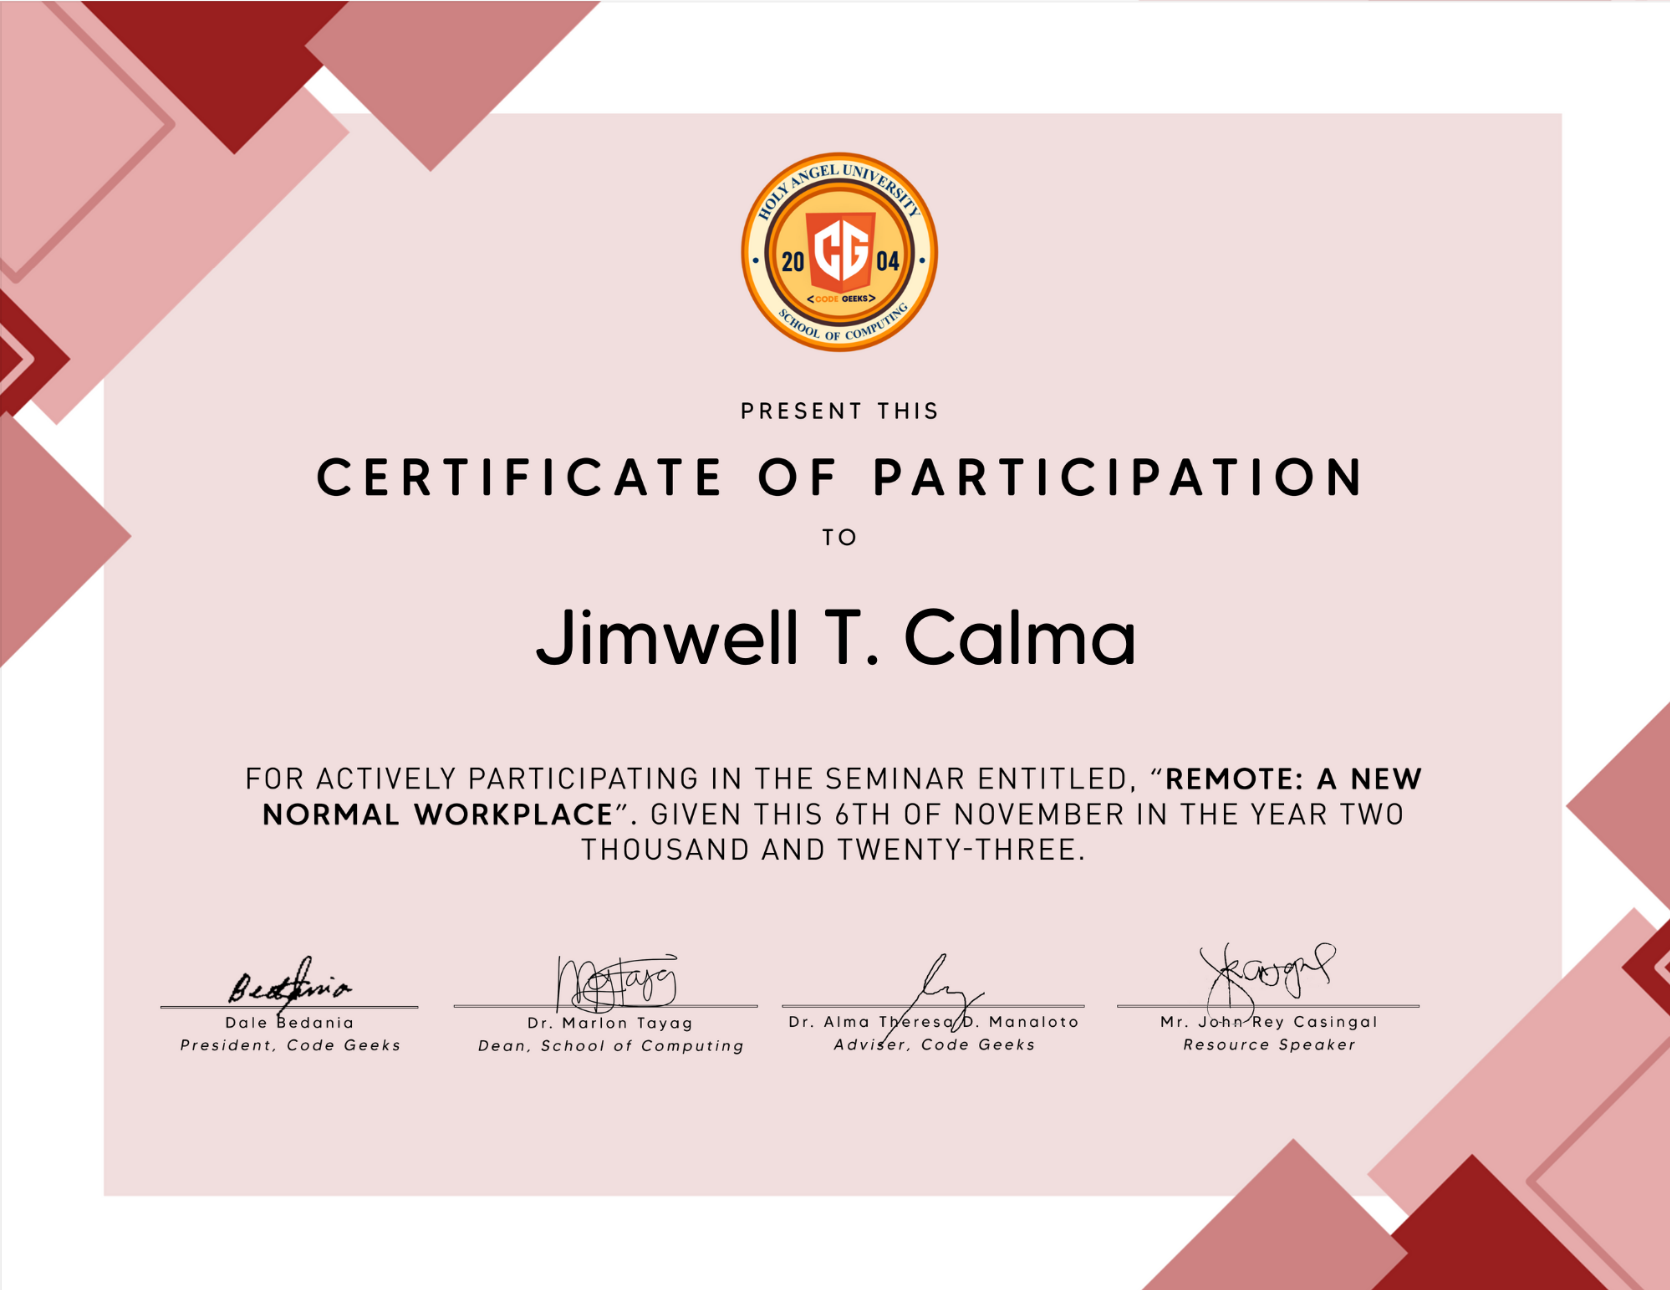 HOLY ANGEL UNIVERSITY
20 CG 04
<CODE GEEKS>
SCHOOL OF COMPUTING
PRESENT THIS
CERTIFICATE OF PARTICIPATION
TO
Jimwell T. Calma
FOR ACTIVELY PARTICIPATING IN THE SEMINAR ENTITLED, “REMOTE: A NEW
NORMAL WORKPLACE”. GIVEN THIS 6TH OF NOVEMBER IN THE YEAR TWO
THOUSAND AND TWENTY-THREE.
Bedania
Dale Bedania
President, Code Geeks
Dr. Marlon Tayag
Dean, School of Computing
Dr. Alma Theresa D. Manaloto
Adviser, Code Geeks
Mr. John Rey Casingal
Resource Speaker